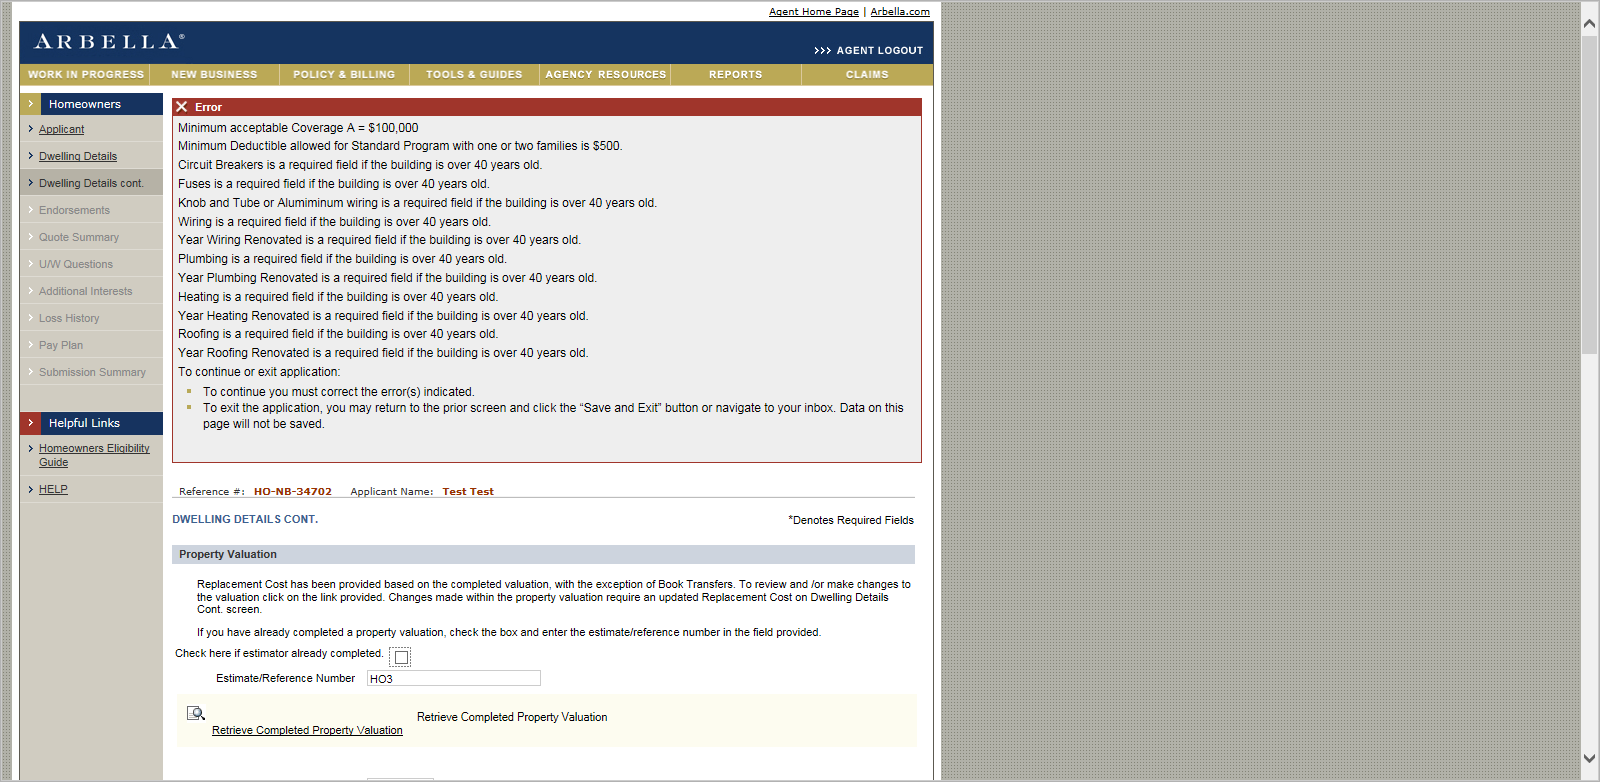 Agent Home Page | Arbella.com
ARBELLA®
>>> AGENT LOGOUT
WORK IN PROGRESS NEW BUSINESS POLICY & BILLING TOOLS & GUIDES AGENCY RESOURCES REPORTS CLAIMS
Homeowners
Applicant
Dwelling Details
Dwelling Details cont.
Endorsements
Quote Summary
U/W Questions
Additional Interests
Loss History
Pay Plan
Submission Summary
Helpful Links
Homeowners Eligibility
Guide
HELP
Error
Minimum acceptable Coverage A = $100,000
Minimum Deductible allowed for Standard Program with one or two families is $500.
Circuit Breakers is a required field if the building is over 40 years old.
Fuses is a required field if the building is over 40 years old.
Knob and Tube or Alumiminum wiring is a required field if the building is over 40 years old.
Wiring is a required field if the building is over 40 years old.
Year Wiring Renovated is a required field if the building is over 40 years old.
Plumbing is a required field if the building is over 40 years old.
Year Plumbing Renovated is a required field if the building is over 40 years old.
Heating is a required field if the building is over 40 years old.
Year Heating Renovated is a required field if the building is over 40 years old.
Roofing is a required field if the building is over 40 years old.
Year Roofing Renovated is a required field if the building is over 40 years old.
To continue or exit application:
To continue you must correct the error(s) indicated.
To exit the application, you may return to the prior screen and click the “Save and Exit” button or navigate to your inbox. Data on this
page will not be saved.
Reference #: HO-NB-34702 Applicant Name: Test Test
DWELLING DETAILS CONT.
*Denotes Required Fields
Property Valuation
Replacement Cost has been provided based on the completed valuation, with the exception of Book Transfers. To review and /or make changes to
the valuation click on the link provided. Changes made within the property valuation require an updated Replacement Cost on Dwelling Details
Cont. screen.
If you have already completed a property valuation, check the box and enter the estimate/reference number in the field provided.
Check here if estimator already completed.
Estimate/Reference Number HO3
Retrieve Completed Property Valuation
Retrieve Completed Property Valuation